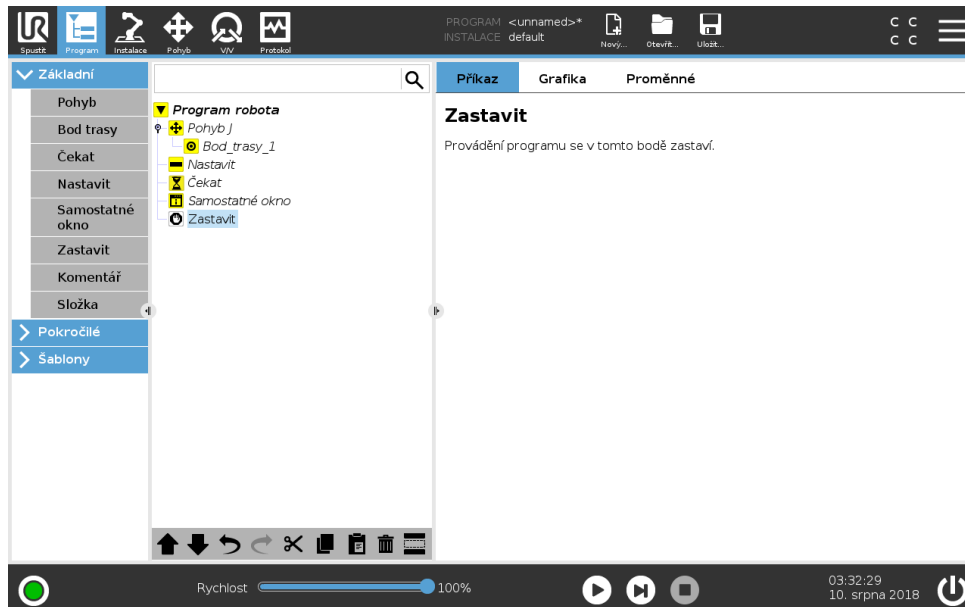 PROGRAM <unnamed>*
INSTALACE default
Spustit Program Instalace Pohyb V/V Protokol Nový... Otevřít... Uložit...
C C
C C
Základní
Pohyb
Bod trasy
Čekat
Nastavit
Samostatné
okno
Zastavit
Komentář
Složka
Pokročilé
Šablony
Program robota
Pohyb J
Bod_trasy_1
Nastavit
Čekat
Samostatné okno
Zastavit
Příkaz Grafika Proměnné
Zastavit
Provádění programu se v tomto bodě zastaví.
Rychlost 100%
03:32:29
10. srpna 2018